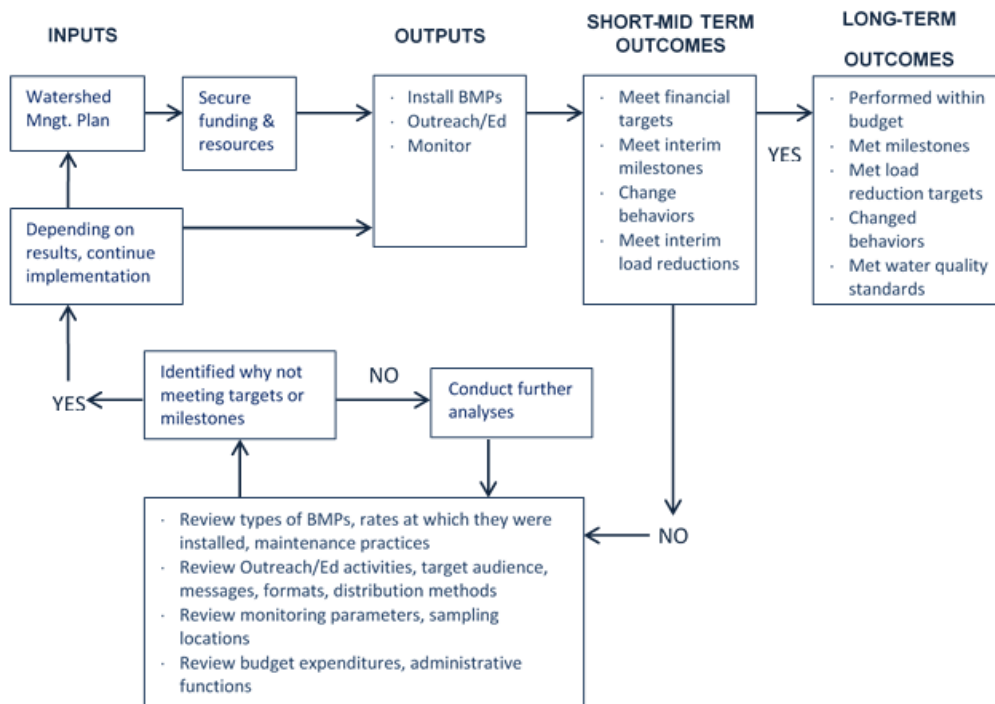 INPUTS
OUTPUTS
SHORT-MID TERM
OUTCOMES
LONG-TERM
OUTCOMES
Watershed
Mngt. Plan
Secure
funding &
resources
· Install BMPs
· Outreach/Ed
· Monitor
· Meet financial
targets
· Meet interim
milestones
· Change
behaviors
· Meet interim
load reductions
YES
· Performed within
budget
· Met milestones
· Met load
reduction targets
· Changed
behaviors
· Met water quality
standards
Depending on
results, continue
implementation
YES
Identified why not
meeting targets or
milestones
NO
Conduct further
analyses
NO
· Review types of BMPs, rates at which they were
installed, maintenance practices
· Review Outreach/Ed activities, target audience,
messages, formats, distribution methods
· Review monitoring parameters, sampling
locations
· Review budget expenditures, administrative
functions